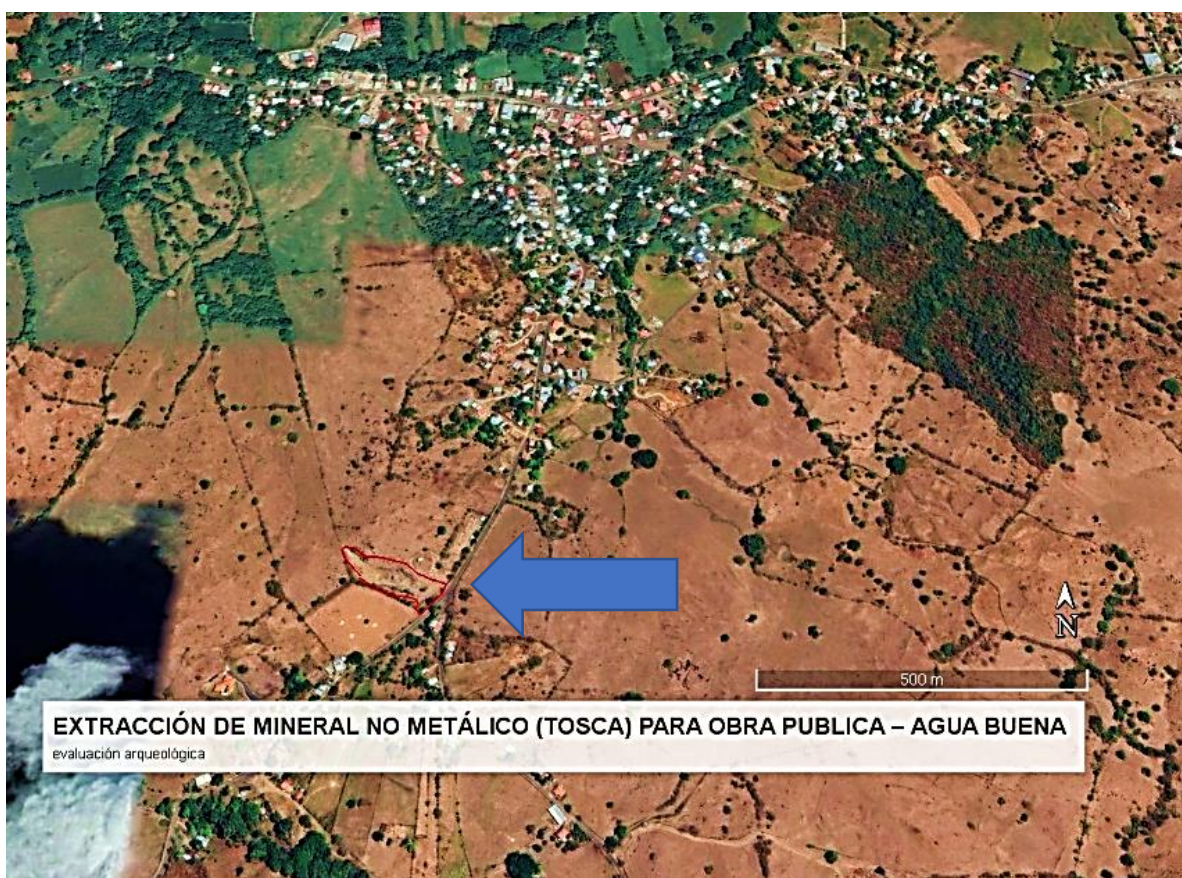 N
500 m
EXTRACCIÓN DE MINERAL NO METÁLICO (TOSCA) PARA OBRA PUBLICA – AGUA BUENA
evaluación arqueológica